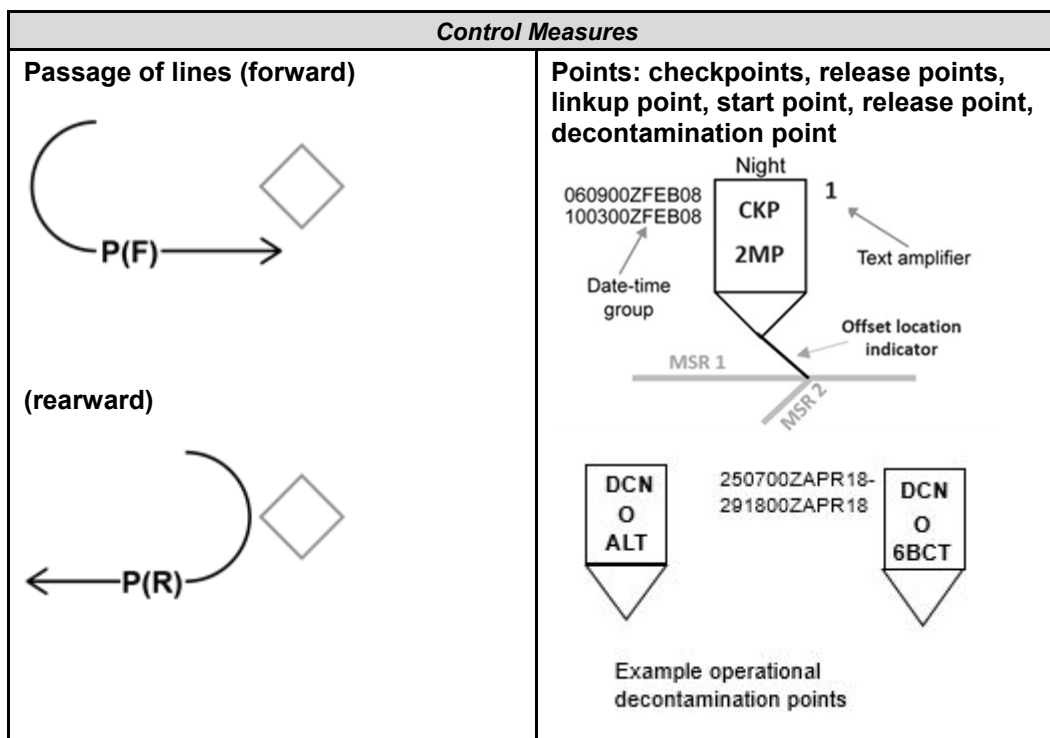 Control Measures
Passage of lines (forward)
P(F)
(rearward)
P(R)
Points: checkpoints, release points,
linkup point, start point, release point,
decontamination point
Night
060900ZFEB08
100300ZFEB08
CKP
2MP
1
Date-time
group
Text amplifier
Offset location
indicator
MSR 1
MSR 2
DCN
O
ALT
250700ZAPR18-
291800ZAPR18
DCN
O
6BCT
Example operational
decontamination points